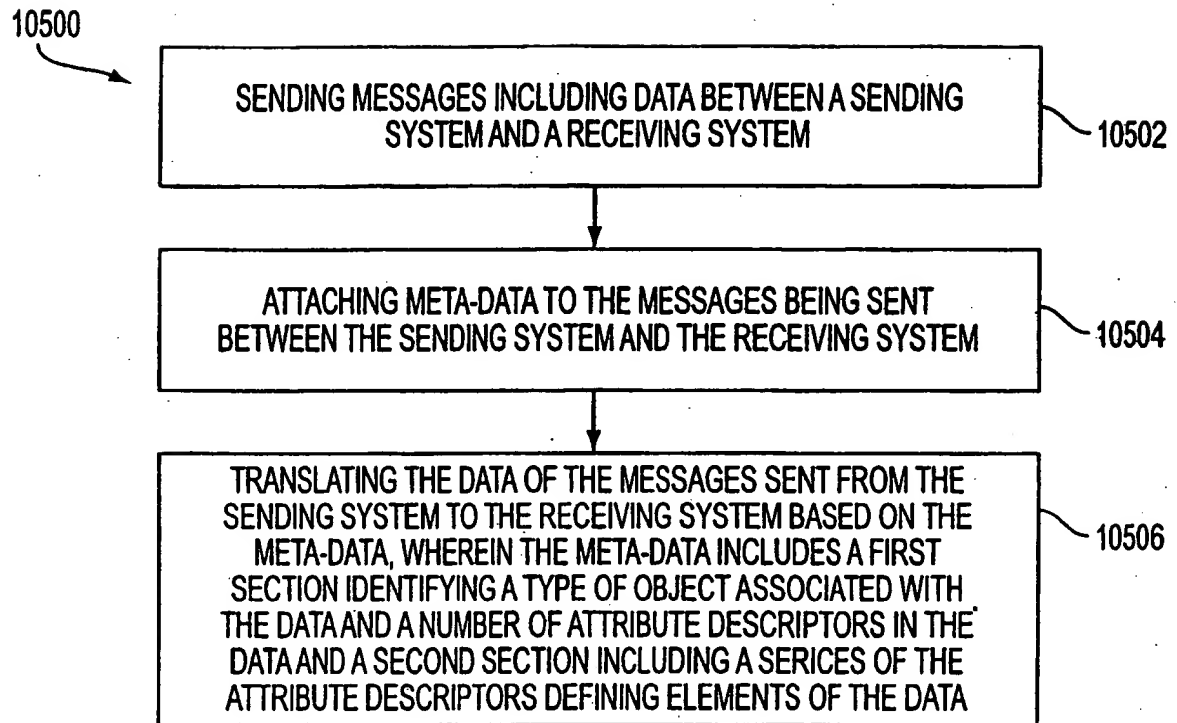 10500
SENDING MESSAGES INCLUDING DATA BETWEEN A SENDING
SYSTEM AND A RECEIVING SYSTEM
10502
ATTACHING META-DATA TO THE MESSAGES BEING SENT
BETWEEN THE SENDING SYSTEM AND THE RECEIVING SYSTEM
10504
TRANSLATING THE DATA OF THE MESSAGES SENT FROM THE
SENDING SYSTEM TO THE RECEIVING SYSTEM BASED ON THE
META-DATA, WHEREIN THE META-DATA INCLUDES A FIRST
SECTION IDENTIFYING A TYPE OF OBJECT ASSOCIATED WITH
THE DATA AND A NUMBER OF ATTRIBUTE DESCRIPTORS IN THE
DATA AND A SECOND SECTION INCLUDING A SERICES OF THE
ATTRIBUTE DESCRIPTORS DEFINING ELEMENTS OF THE DATA
10506